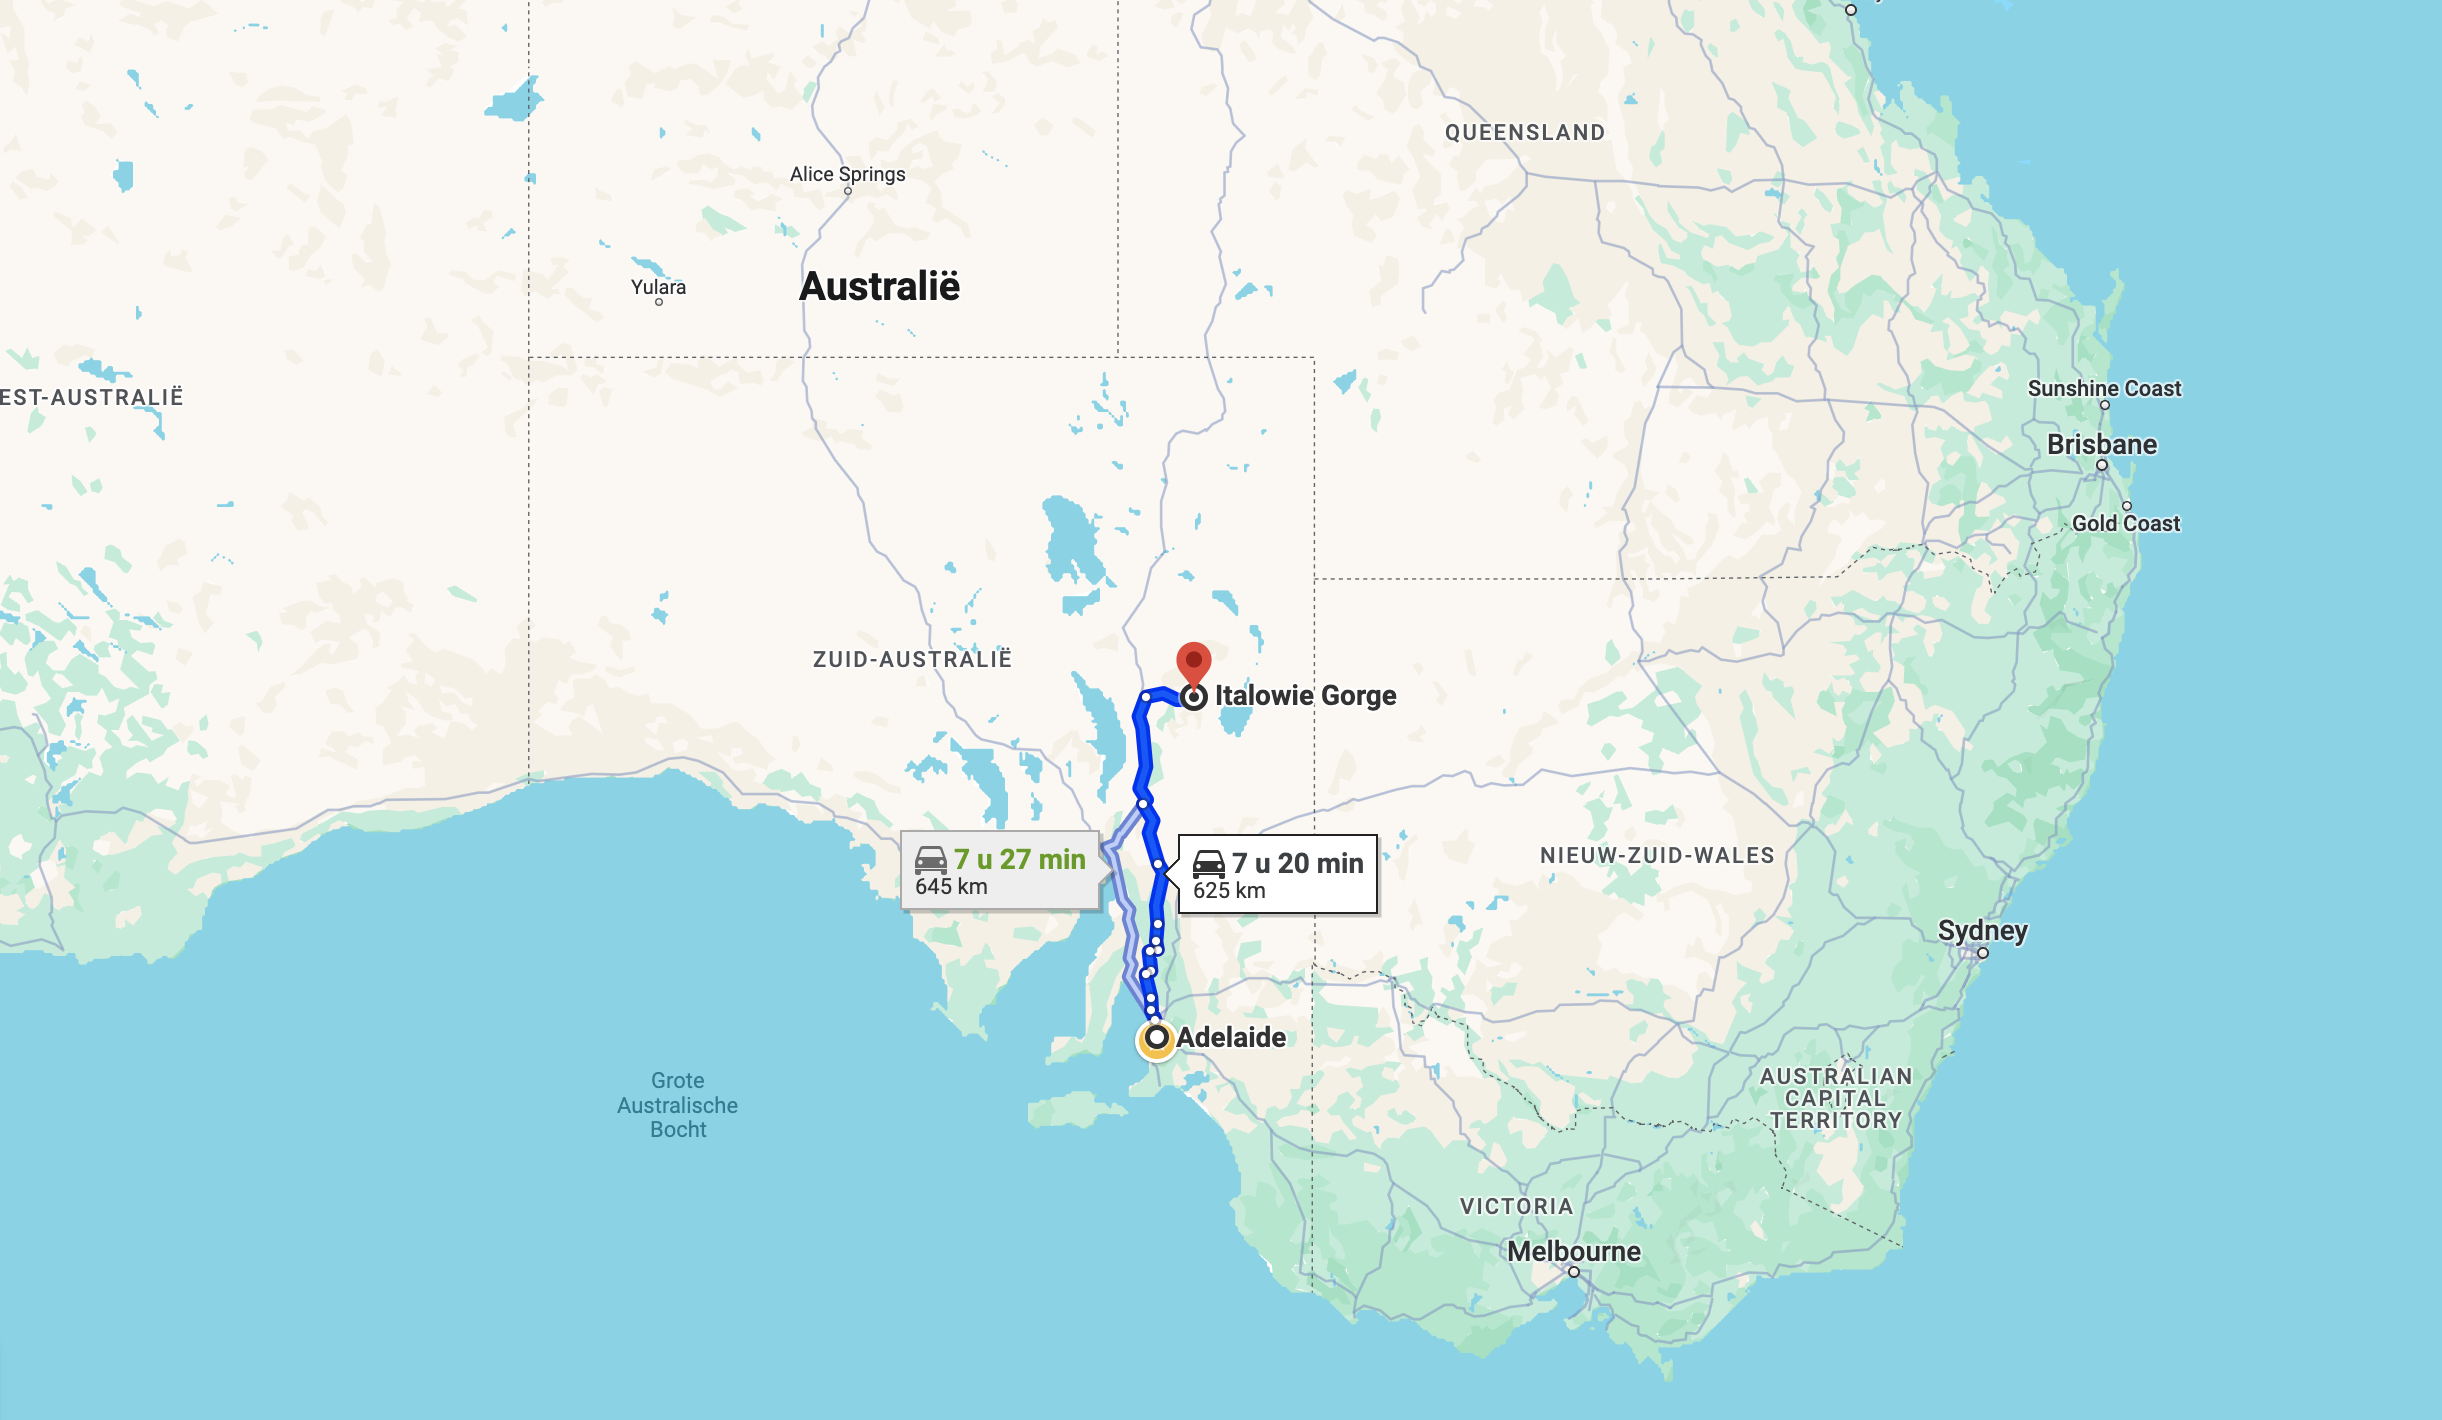 QUEENSLAND
Alice Springs
Yulara
Australië
EST-AUSTRALIË
Sunshine Coast
Brisbane
Gold Coast
ZUID-AUSTRALIË
Italowie Gorge
7 u 27 min
645 km
7 u 20 min
625 km
NIEUW-ZUID-WALES
Sydney
Adelaide
Grote
Australische
Bocht
AUSTRALIAN
CAPITAL
TERRITORY
VICTORIA
Melbourne